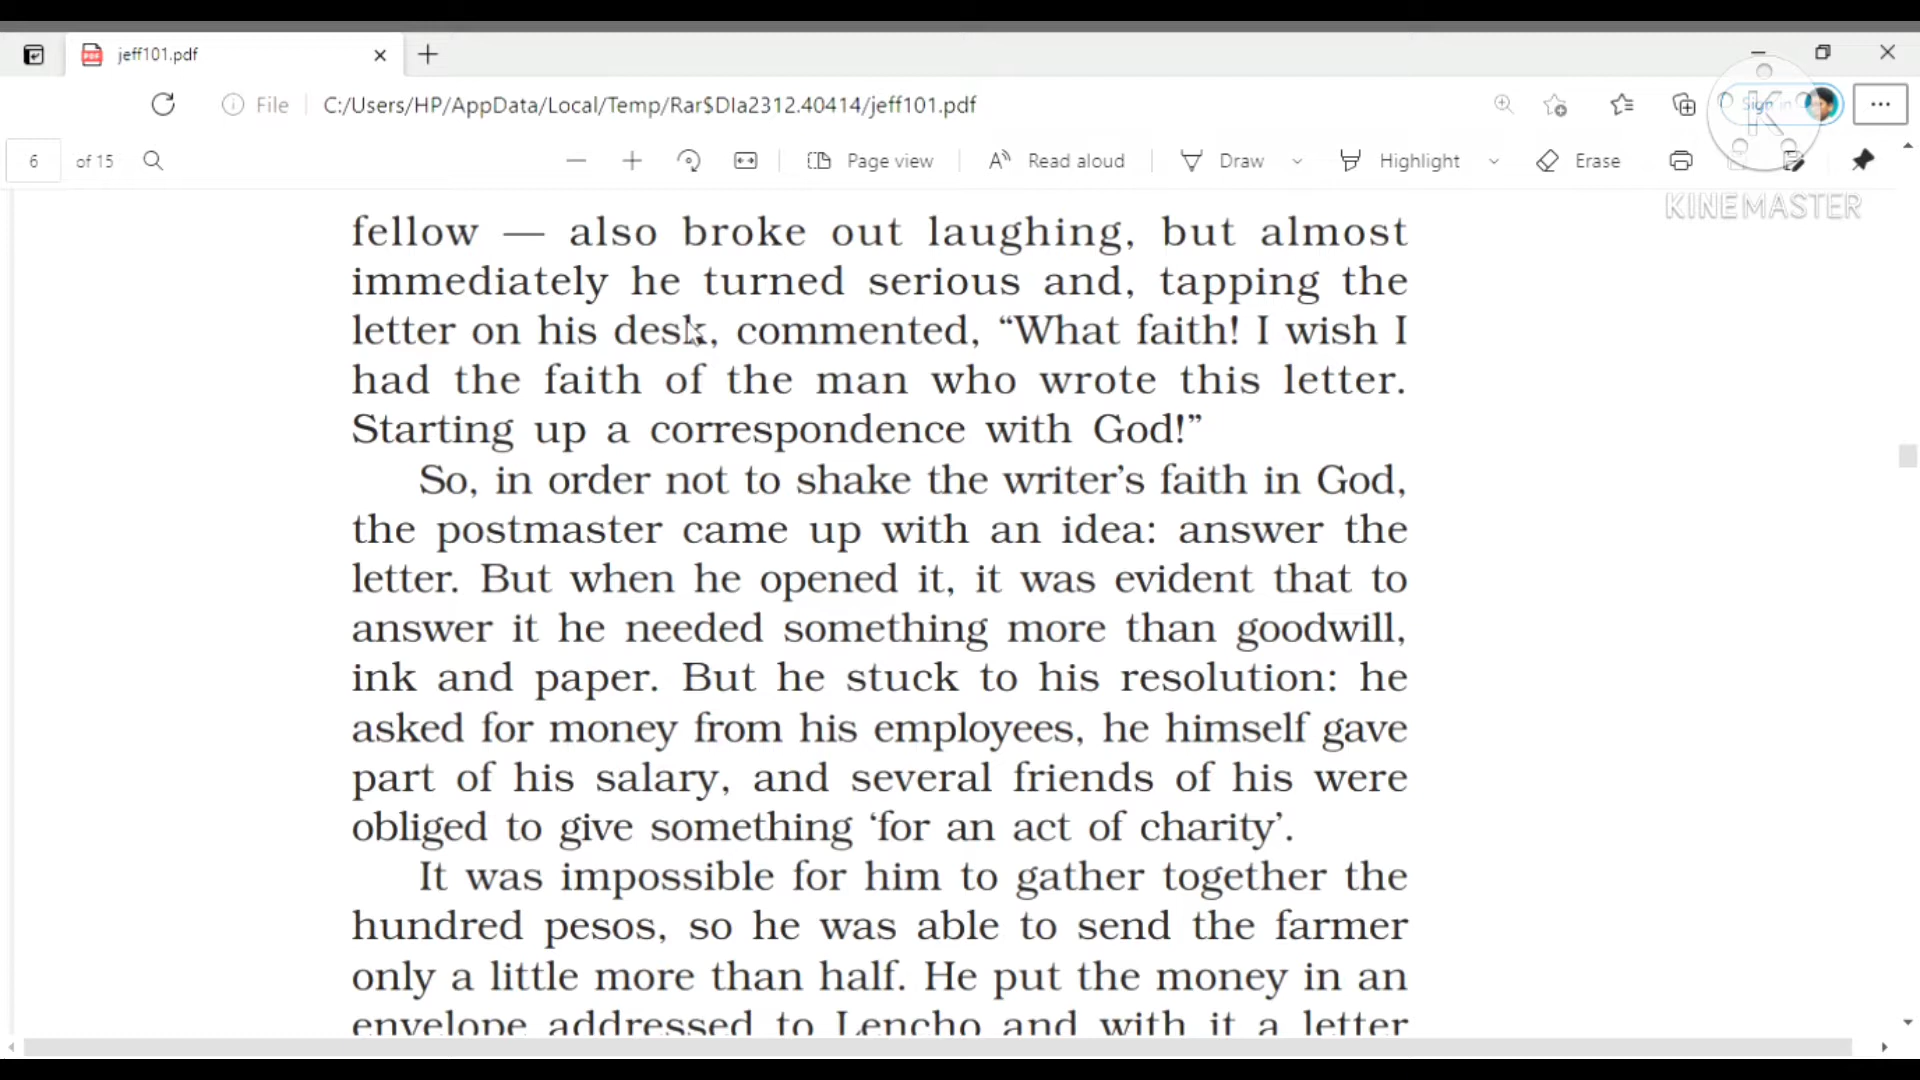 jeff101.pdf
File C:/Users/HP/AppData/Local/Temp/Rar$DIa2312.40414/jeff101.pdf Sign in
6 of 15 Page view Read aloud Draw Highlight Erase
K
KINEMASTER
fellow — also broke out laughing, but almost
immediately he turned serious and, tapping the
letter on his desk, commented, “What faith! I wish I
had the faith of the man who wrote this letter.
Starting up a correspondence with God!”
So, in order not to shake the writer’s faith in God,
the postmaster came up with an idea: answer the
letter. But when he opened it, it was evident that to
answer it he needed something more than goodwill,
ink and paper. But he stuck to his resolution: he
asked for money from his employees, he himself gave
part of his salary, and several friends of his were
obliged to give something ‘for an act of charity’.
It was impossible for him to gather together the
hundred pesos, so he was able to send the farmer
only a little more than half. He put the money in an
envelope addressed to Lencho and with it a letter